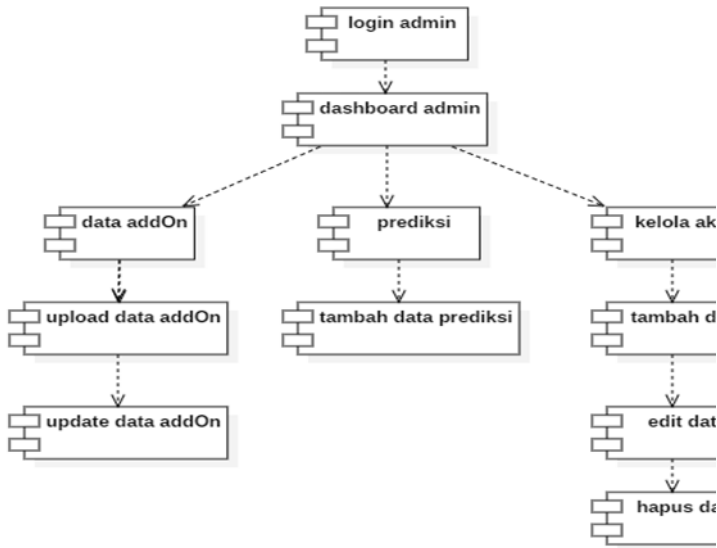 login admin
dashboard admin
data addOn
prediksi
kelola ak
upload data addOn
tambah data prediksi
tambah d
update data addOn
edit dat
hapus da